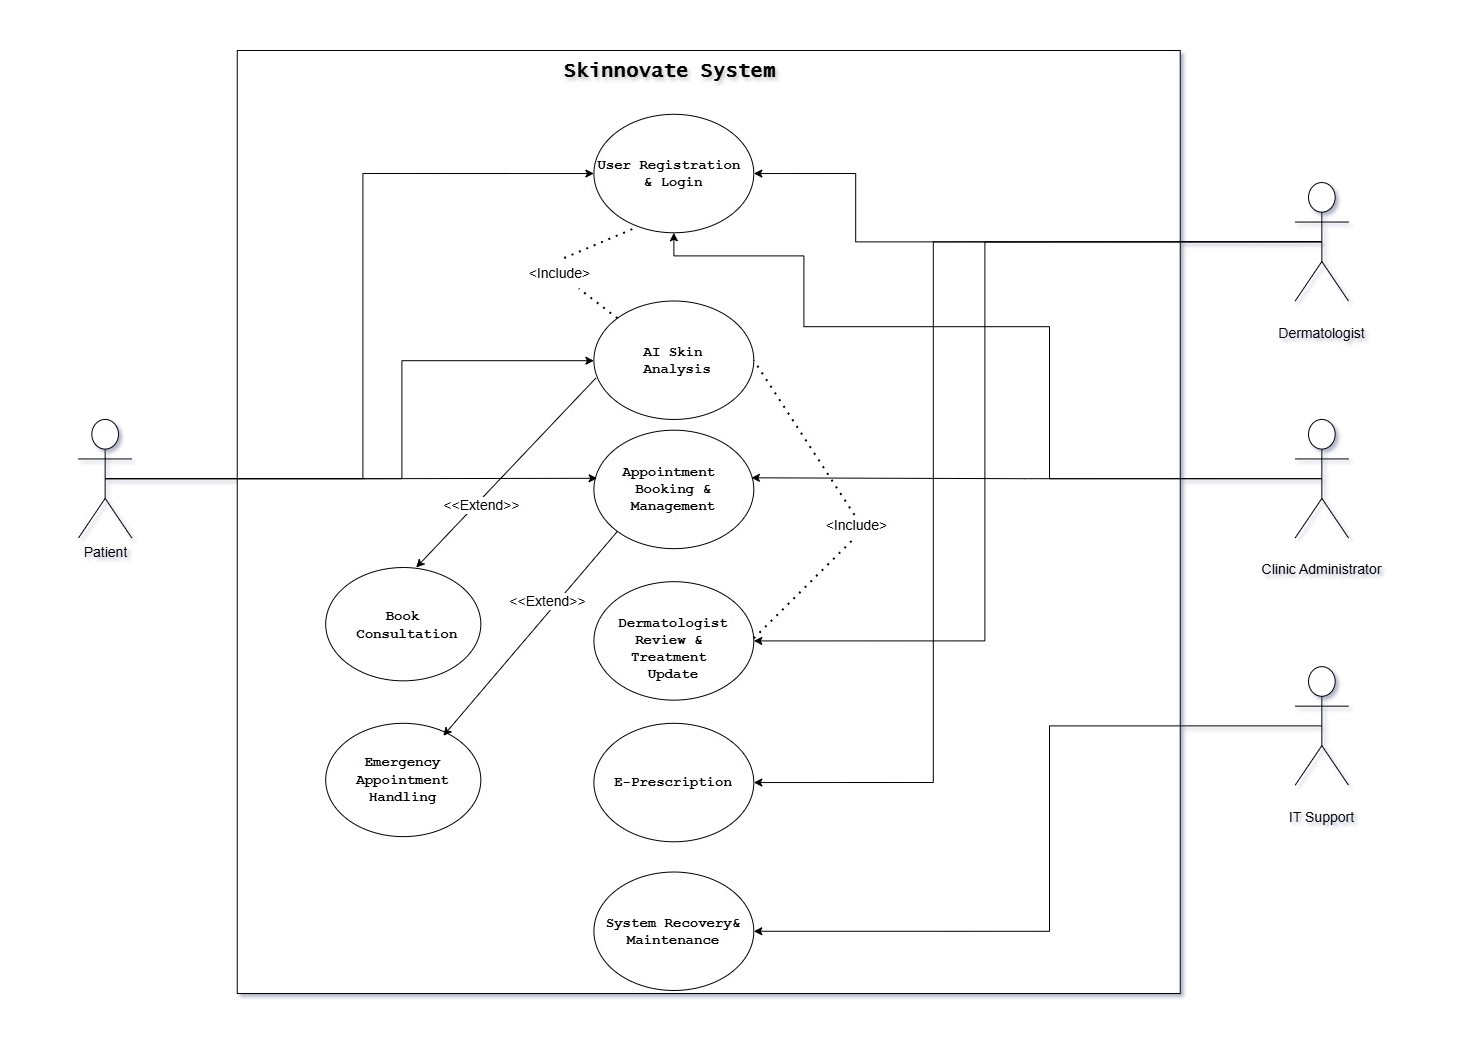 Skinnovate System
User Registration
& Login
<Include>
Dermatologist
AI Skin
Analysis
Patient
Appointment
Booking &
Management
<<Extend>>
<Include>
Clinic Administrator
Book
Consultation
<<Extend>>
Dermatologist
Review &
Treatment
Update
Emergency
Appointment
Handling
E-Prescription
IT Support
System Recovery&
Maintenance